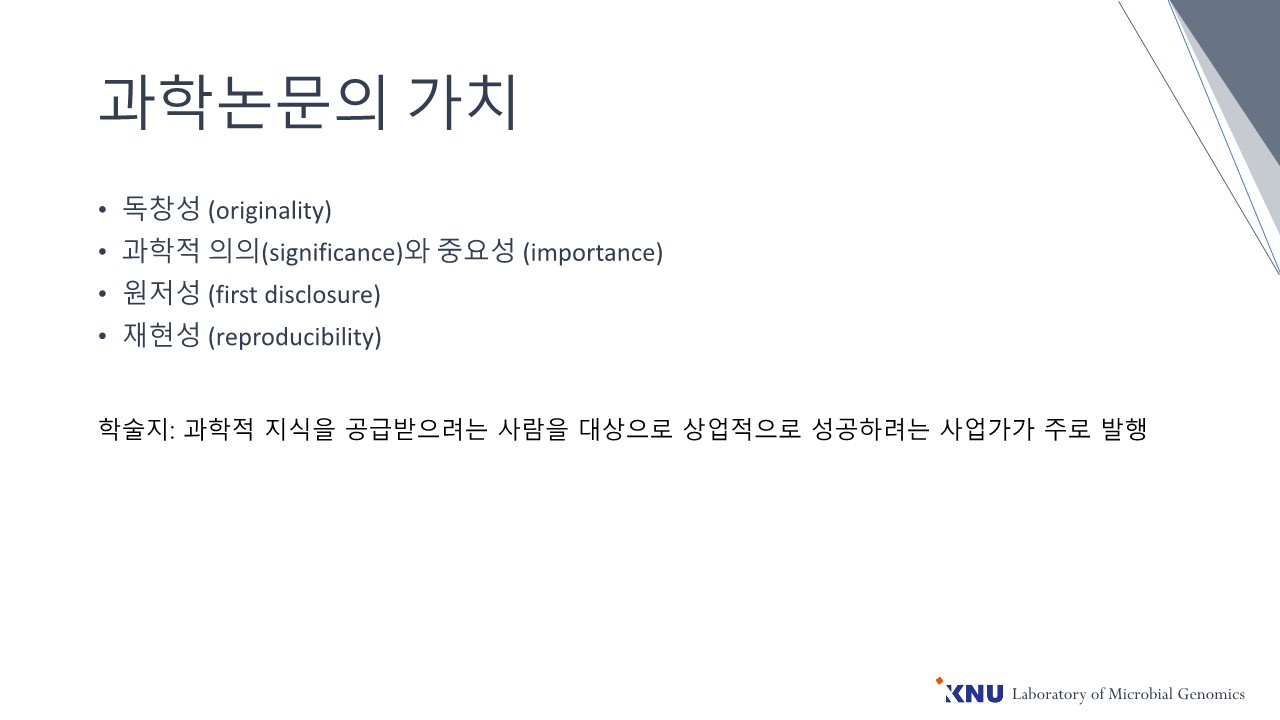 과학논문의 가치
• 독창성 (originality)
• 과학적 의의(significance)와 중요성 (importance)
• 원저성 (first disclosure)
• 재현성 (reproducibility)
학술지: 과학적 지식을 공급받으려는 사람을 대상으로 상업적으로 성공하려는 사업가가 주로 발행
KNU Laboratory of Microbial Genomics